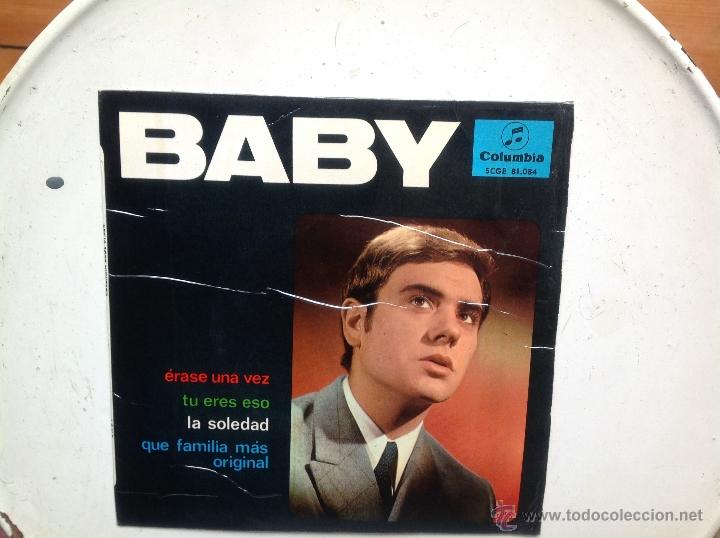 BABY
Columbia
SCGE 81.084
érase una vez
tu eres eso
la soledad
que familia más
original
todocoleccion
www.todocoleccion.net